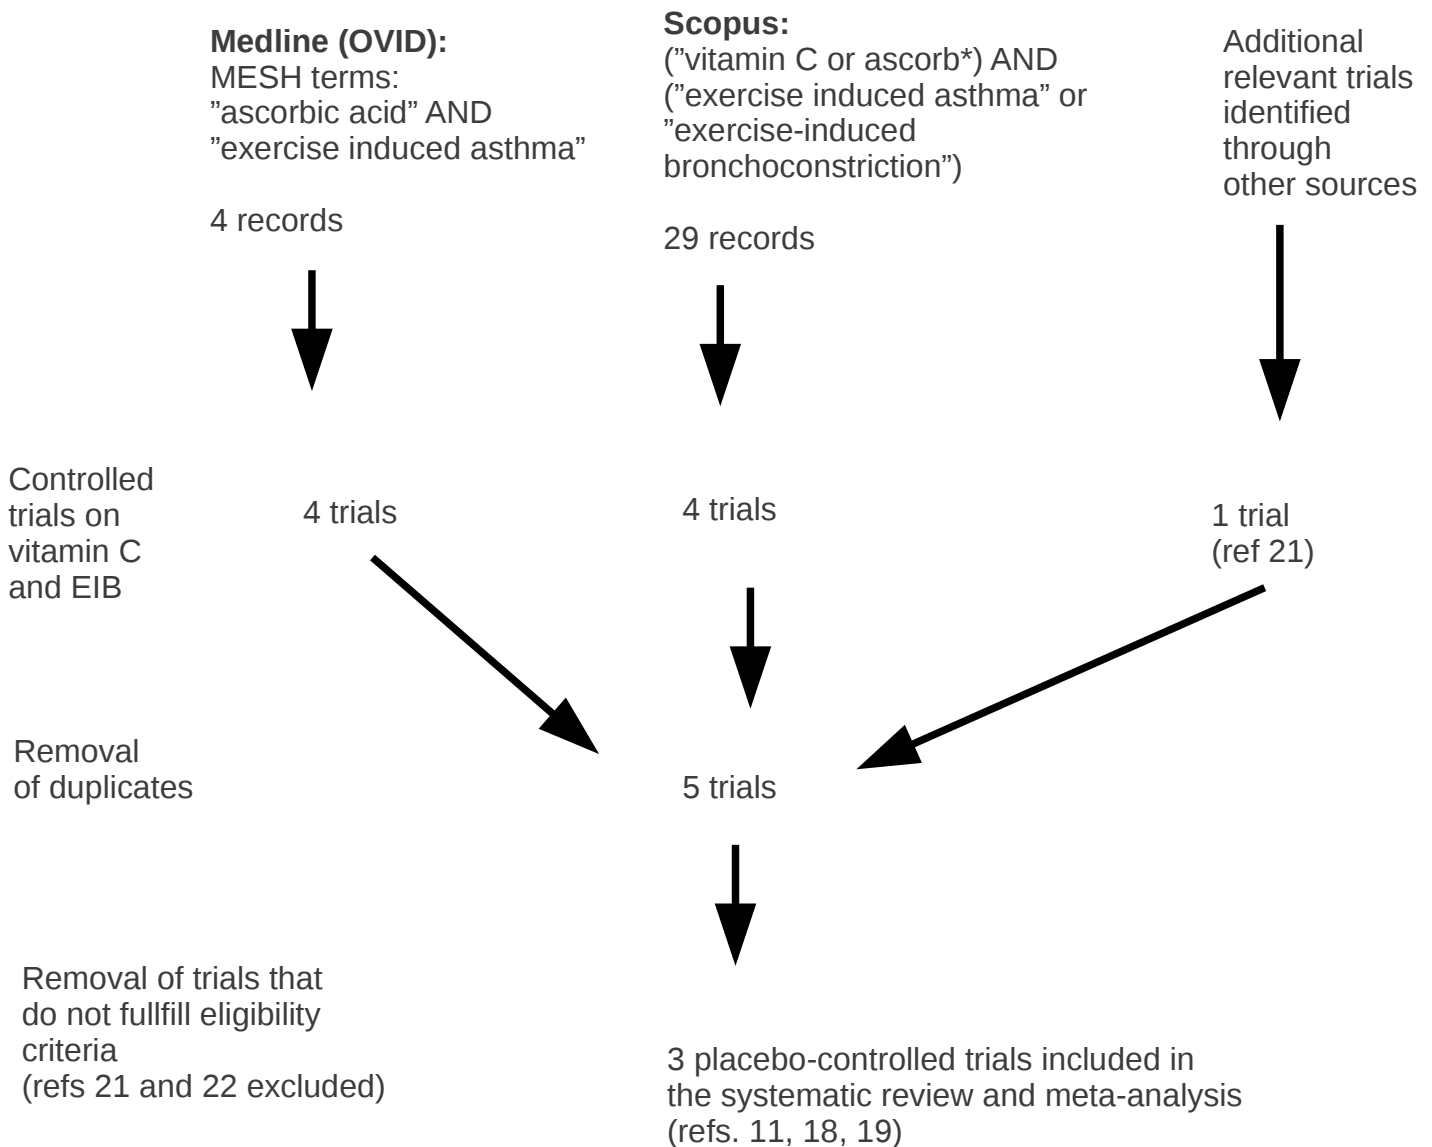 Medline (OVID):
MESH terms:
”ascorbic acid” AND
”exercise induced asthma”
4 records
Scopus:
(”vitamin C or ascorb*) AND
(”exercise induced asthma” or
”exercise-induced
bronchoconstriction”)
29 records
Additional
relevant trials
identified
through
other sources
Controlled
trials on
vitamin C
and EIB
4 trials
4 trials
1 trial
(ref 21)
Removal
of duplicates
5 trials
Removal of trials that
do not fullfill eligibility
criteria
(refs 21 and 22 excluded)
3 placebo-controlled trials included in
the systematic review and meta-analysis
(refs. 11, 18, 19)